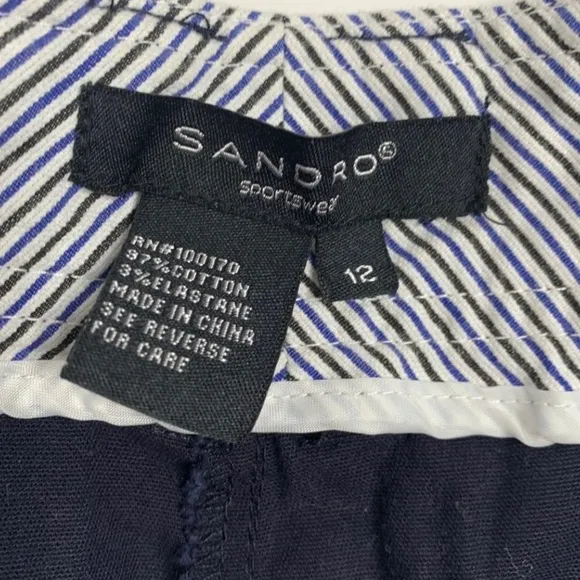 SANDRO®
Sportswear
RN#100170
97%COTTON
3%ELASTANE
MADE IN CHINA
SEE REVERSE
FOR CARE
12